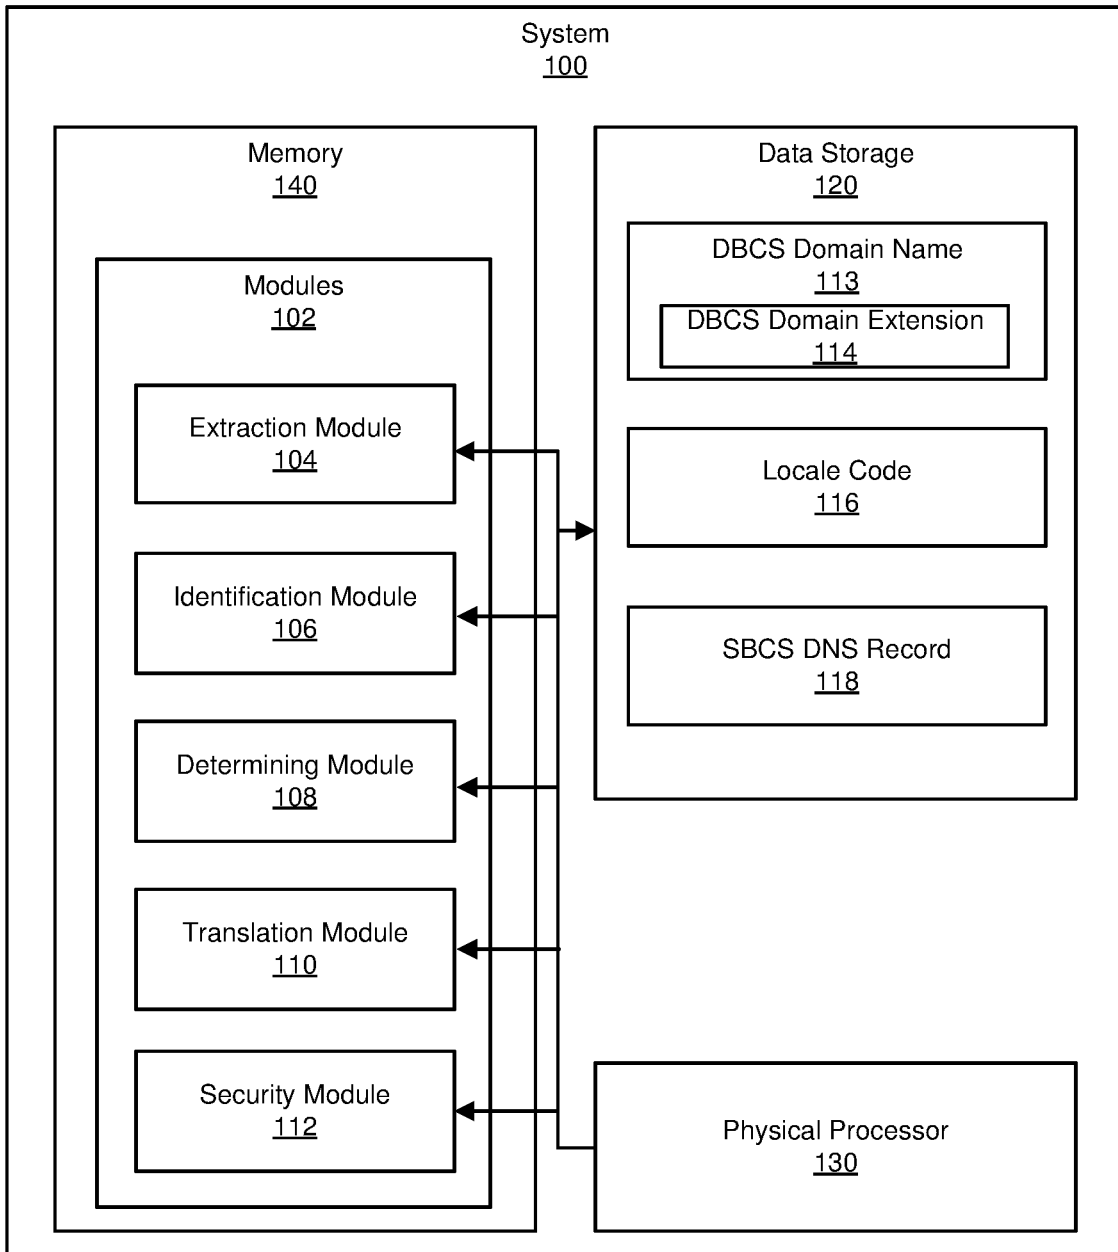 System
100
Memory
140
Modules
102
Extraction Module
104
Identification Module
106
Determining Module
108
Translation Module
110
Security Module
112
Data Storage
120
DBCS Domain Name
113
DBCS Domain Extension
114
Locale Code
116
SBCS DNS Record
118
Physical Processor
130